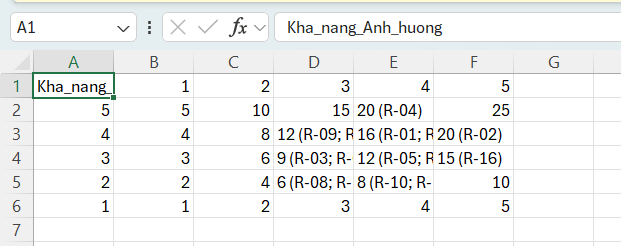 A1 fx Kha_nang_Anh_huong
A B C D E F G
1 Kha_nang_ 1 2 3 4 5
2 5 5 10 15 20 (R-04) 25
3 4 4 8 12 (R-09; R 16 (R-01; R 20 (R-02)
4 3 3 6 9 (R-03; R- 12 (R-05; R 15 (R-16)
5 2 2 4 6 (R-08; R- 8 (R-10; R- 10
6 1 1 2 3 4 5
7